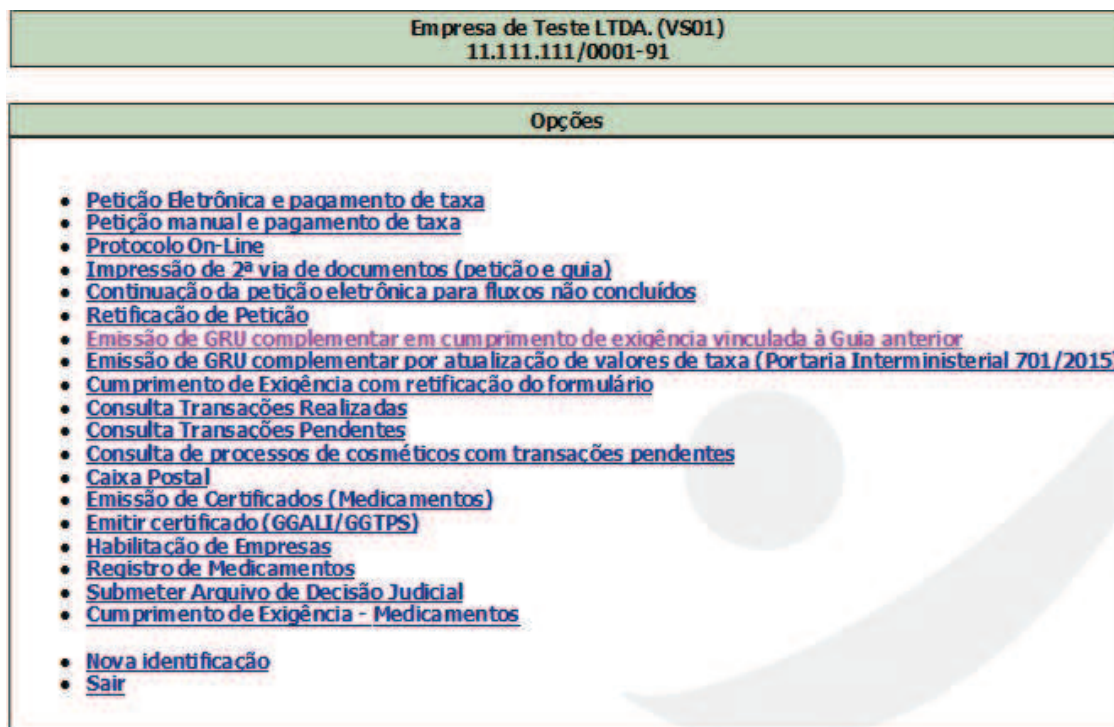 Empresa de Teste LTDA. (VS01)
11.111.111/0001-91
Opções
Petição Eletrônica e pagamento de taxa
Petição manual e pagamento de taxa
Protocolo On-Line
Impressão de 2ª via de documentos (petição e guia)
Continuação da petição eletrônica para fluxos não concluídos
Retificação de Petição
Emissão de GRU complementar em cumprimento de exigência vinculada à Guia anterior
Emissão de GRU complementar por atualização de valores de taxa (Portaria Interministerial 701/2015)
Cumprimento de Exigência com retificação do formulário
Consulta Transações Realizadas
Consulta Transações Pendentes
Consulta de processos de cosméticos com transações pendentes
Caixa Postal
Emissão de Certificados (Medicamentos)
Emitir certificado (GGALI/GGTPS)
Habilitação de Empresas
Registro de Medicamentos
Submeter Arquivo de Decisão Judicial
Cumprimento de Exigência - Medicamentos
Nova identificação
Sair